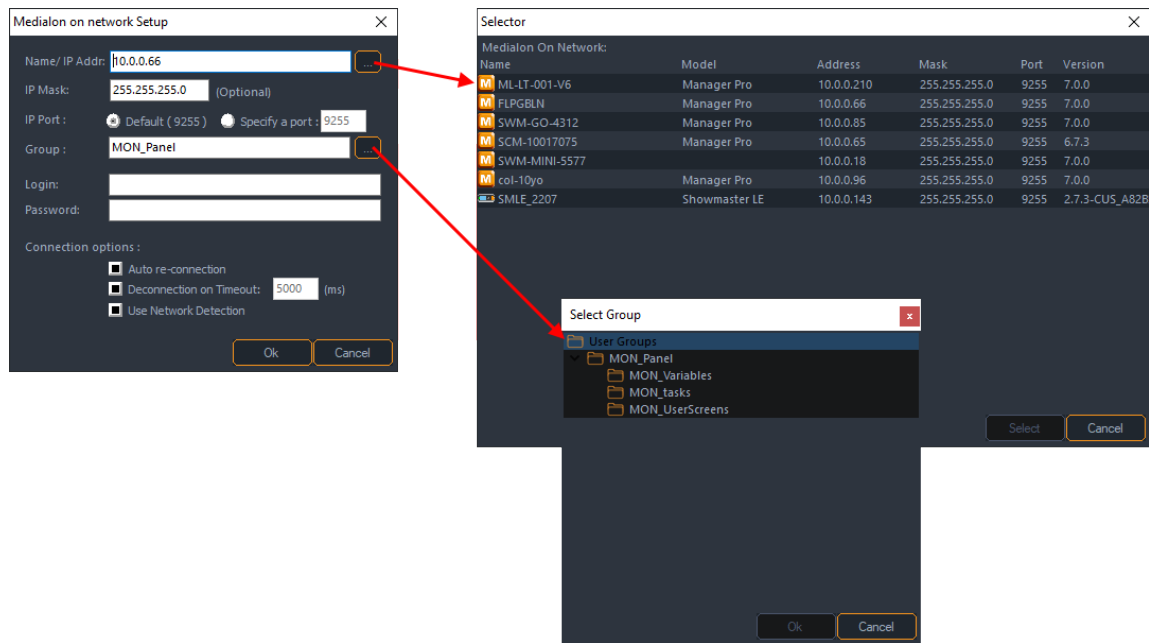 Medialon on network Setup
Name/ IP Addr: 10.0.0.66 ...
IP Mask: 255.255.255.0 (Optional)
IP Port : Default ( 9255 ) Specify a port : 9255
Group : MON_Panel ...
Login:
Password:
Connection options :
Auto re-connection
Deconnection on Timeout: 5000 (ms)
Use Network Detection
Ok Cancel
Selector
Medialon On Network:
Name Model Address Mask Port Version
M ML-LT-001-V6 Manager Pro 10.0.0.210 255.255.255.0 9255 7.0.0
M FLPGBLN Manager Pro 10.0.0.66 255.255.255.0 9255 7.0.0
M SWM-GO-4312 Manager Pro 10.0.0.85 255.255.255.0 9255 7.0.0
M SCM-10017075 Manager Pro 10.0.0.65 255.255.255.0 9255 6.7.3
M SWM-MINI-5577 10.0.0.18 255.255.255.0 9255 7.0.0
M col-10yo Manager Pro 10.0.0.96 255.255.255.0 9255 7.0.0
SMLE_2207 Showmaster LE 10.0.0.143 255.255.255.0 9255 2.7.3-CUS_A82B
Select Cancel
Select Group
User Groups
MON_Panel
MON_Variables
MON_tasks
MON_UserScreens
Ok Cancel